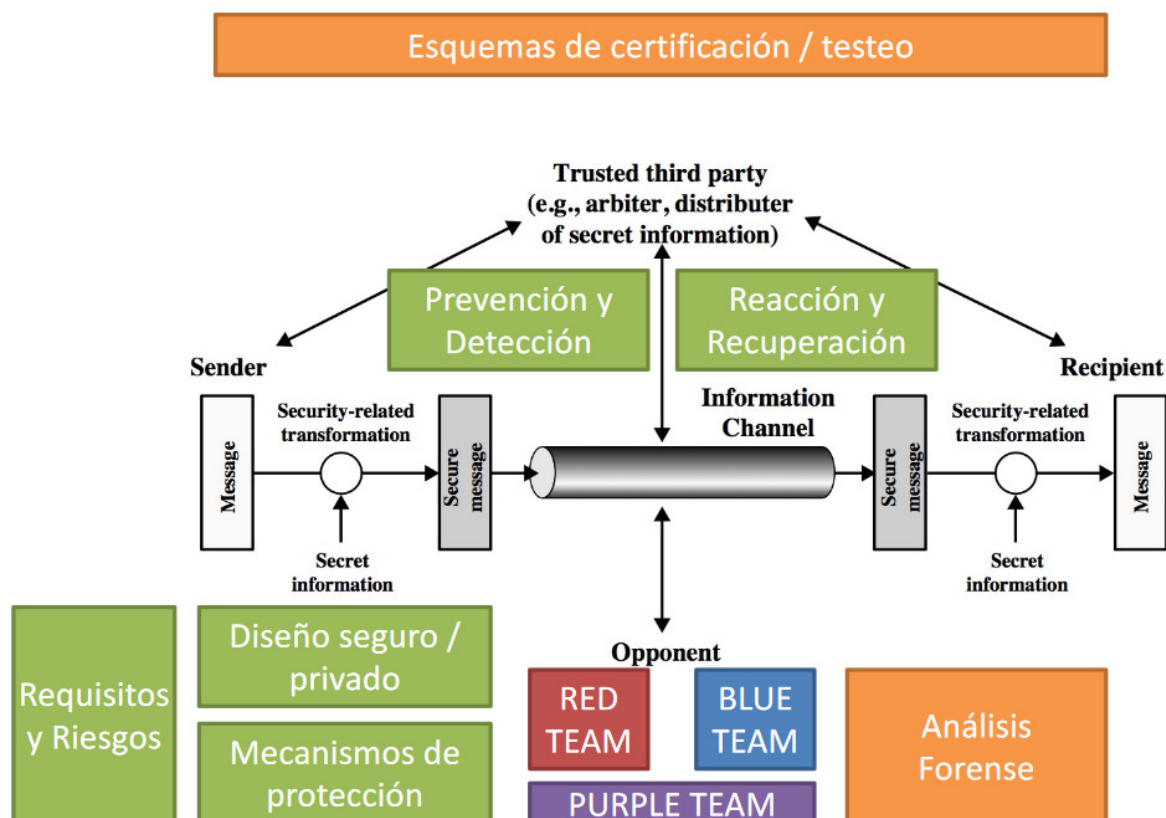 Esquemas de certificación / testeo
Trusted third party
(e.g., arbiter, distributer
of secret information)
Prevención y
Detección
Reacción y
Recuperación
Sender
Recipient
Information
Channel
Security-related
transformation
Security-related
transformation
Message
Secure
message
Secure
message
Message
Secret
information
Secret
information
Opponent
Requisitos
y Riesgos
Diseño seguro /
privado
Mecanismos de
protección
RED
TEAM
BLUE
TEAM
PURPLE TEAM
Análisis
Forense